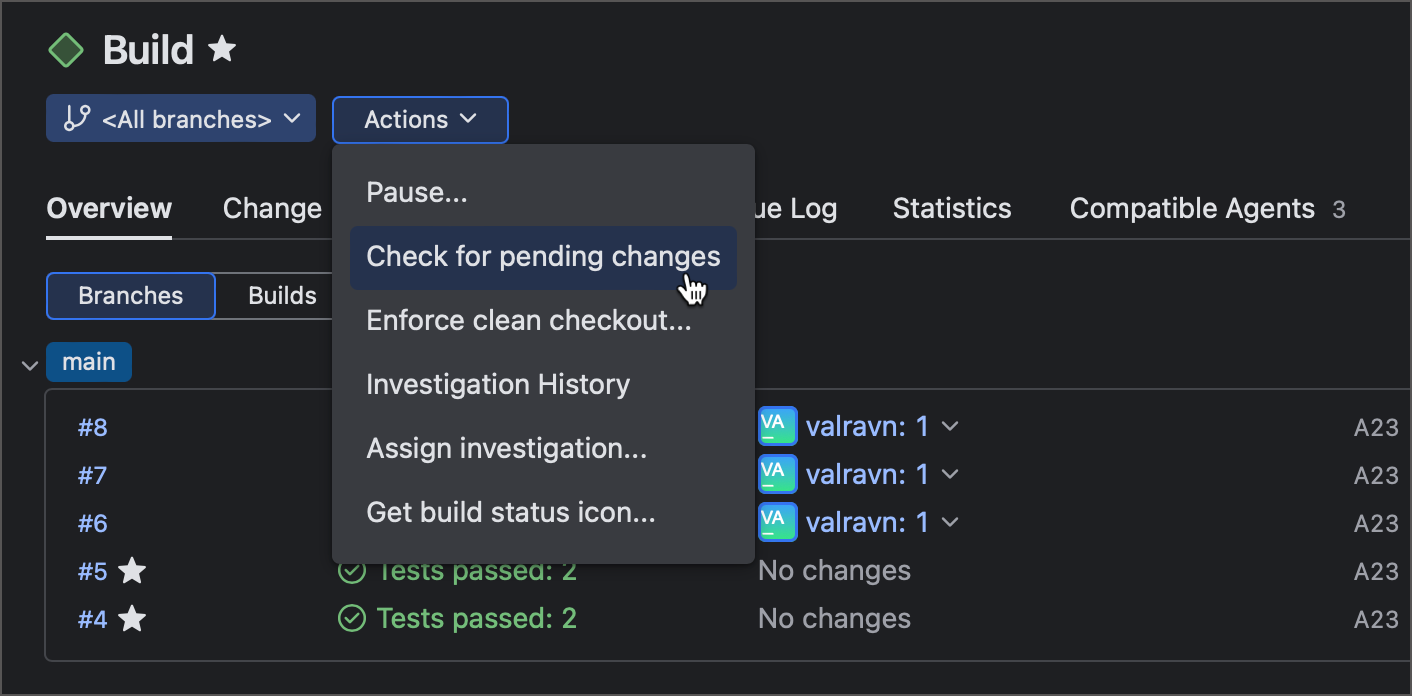 Build
<All branches>
Actions
Pause...
Check for pending changes
Enforce clean checkout...
Investigation History
Assign investigation...
Get build status icon...
Overview Change ue Log Statistics Compatible Agents 3
Branches Builds
main
#8 VA valravn: 1 A23
#7 VA valravn: 1 A23
#6 VA valravn: 1 A23
#5 Tests passed: 2 No changes A23
#4 Tests passed: 2 No changes A23